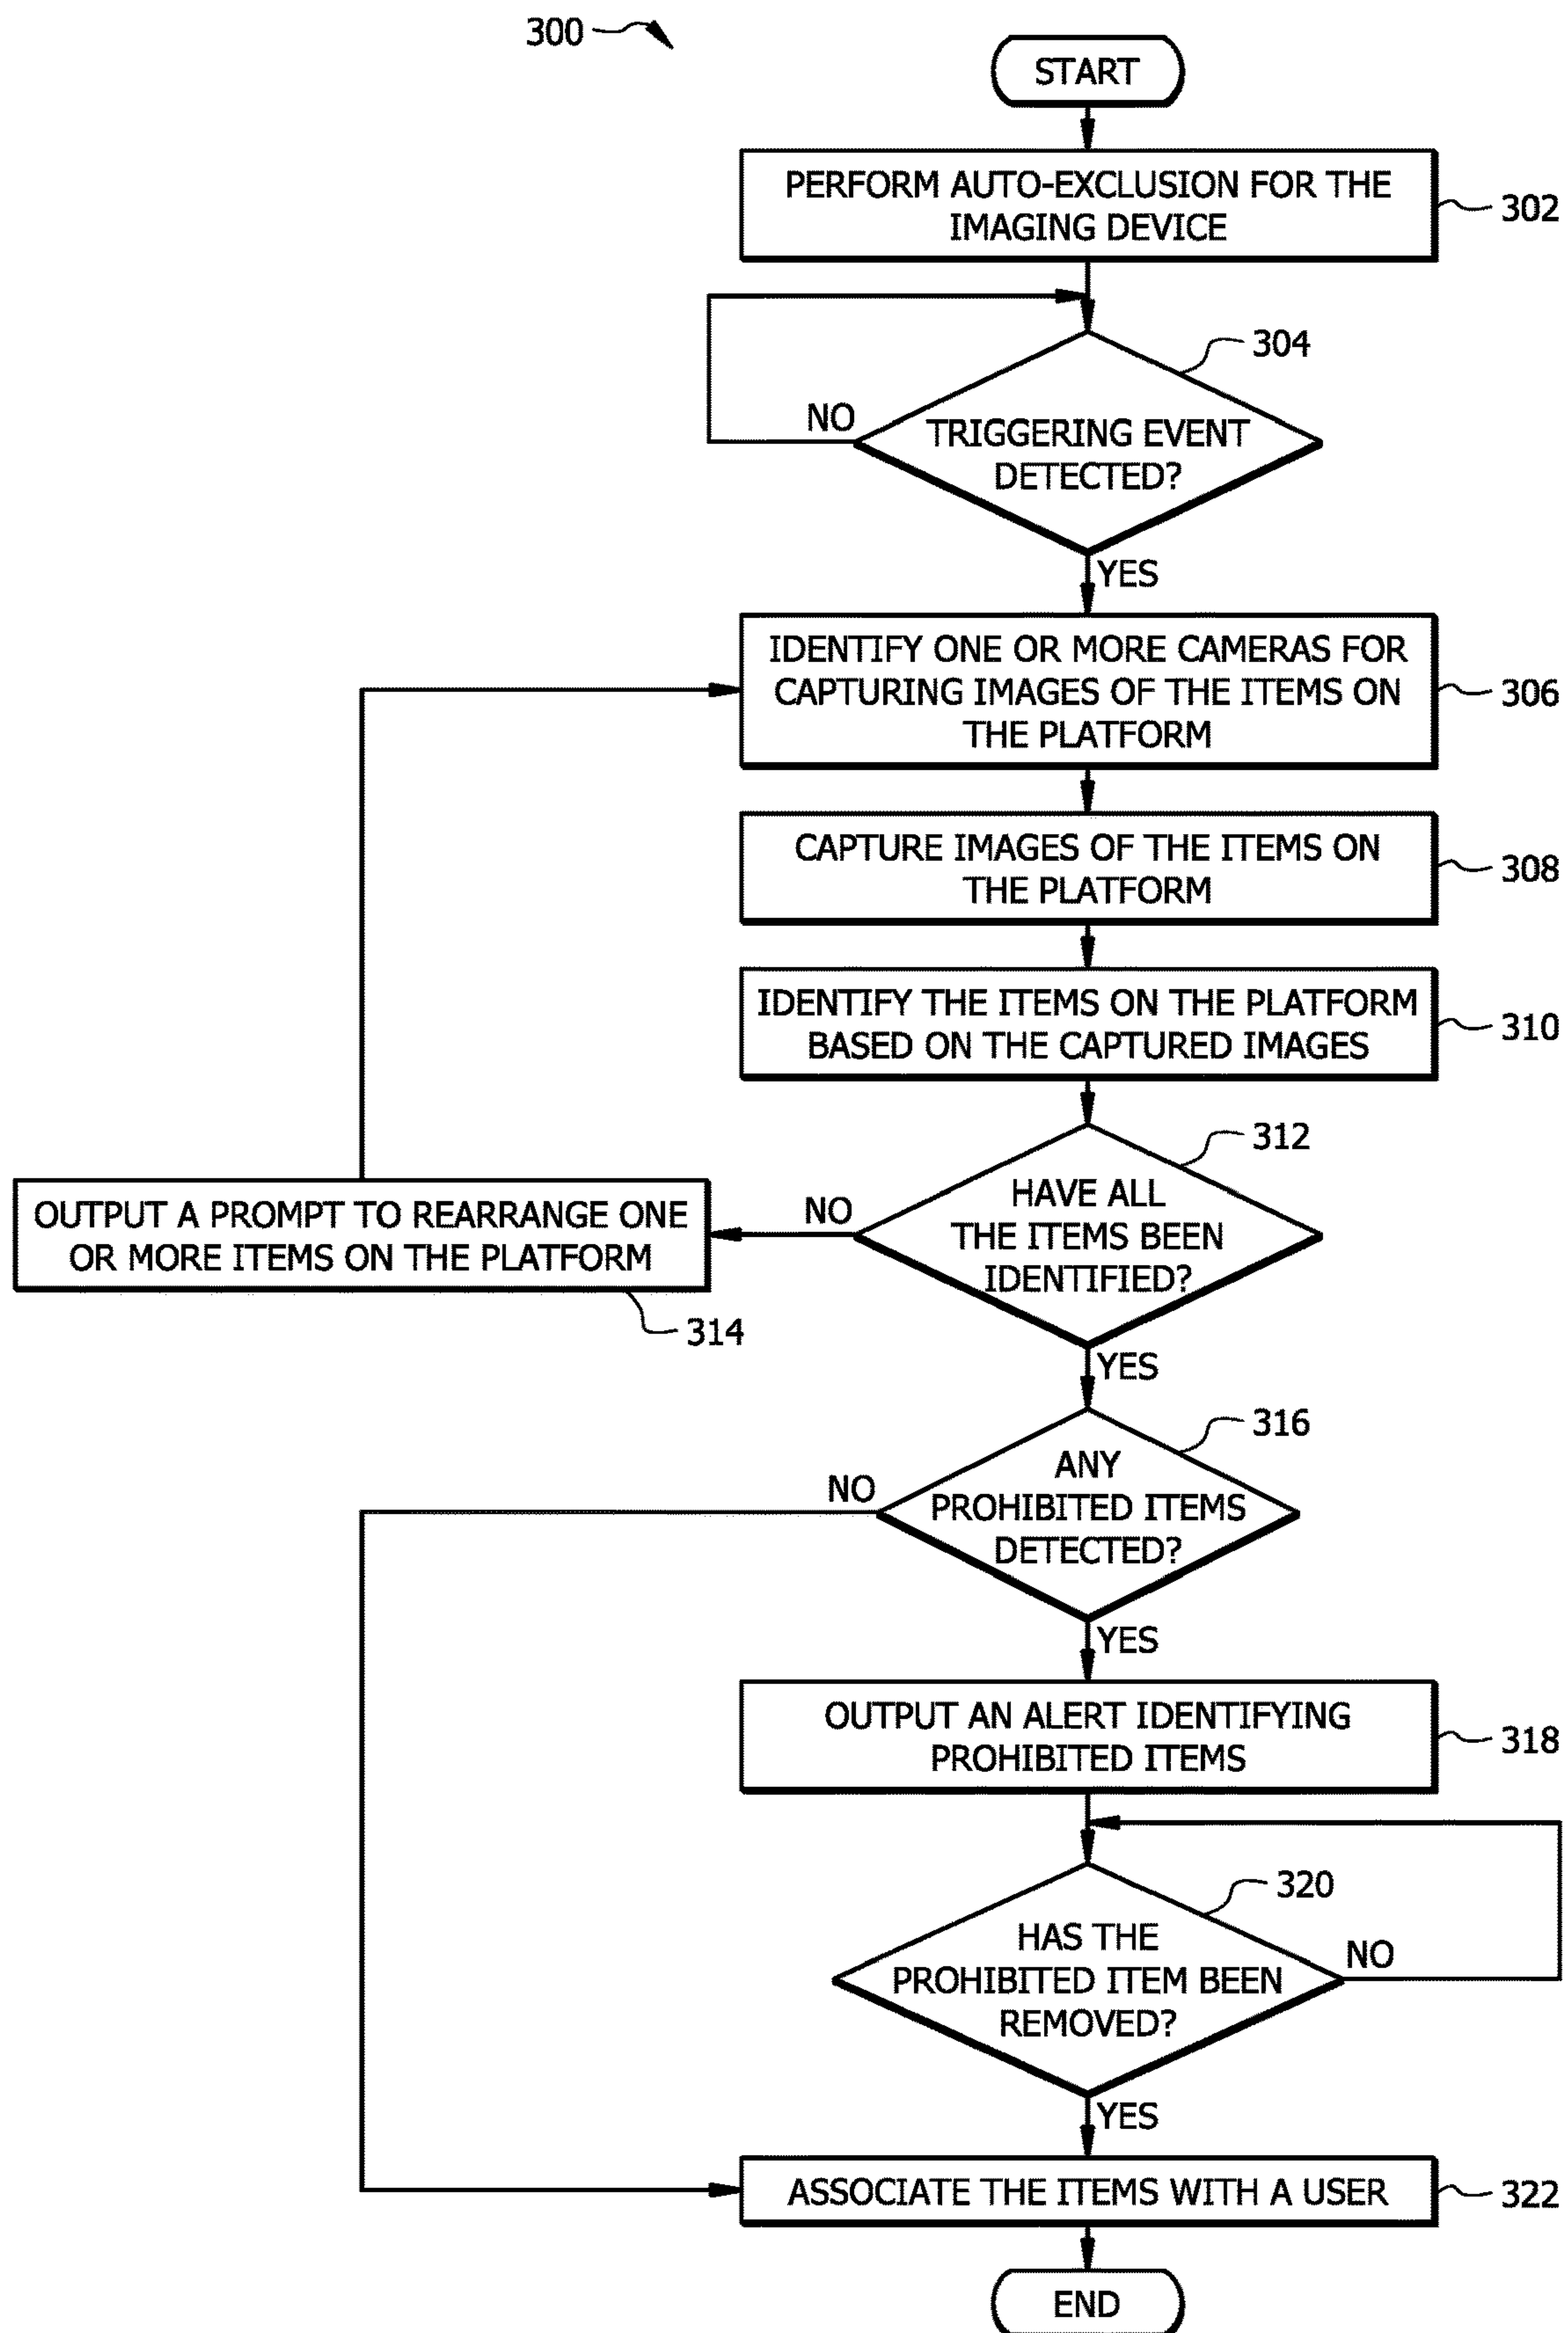 300
START
PERFORM AUTO-EXCLUSION FOR THE
IMAGING DEVICE
302
304
NO
TRIGGERING EVENT
DETECTED?
YES
IDENTIFY ONE OR MORE CAMERAS FOR
CAPTURING IMAGES OF THE ITEMS ON
THE PLATFORM
306
CAPTURE IMAGES OF THE ITEMS ON
THE PLATFORM
308
IDENTIFY THE ITEMS ON THE PLATFORM
BASED ON THE CAPTURED IMAGES
310
312
HAVE ALL
THE ITEMS BEEN
IDENTIFIED?
NO
OUTPUT A PROMPT TO REARRANGE ONE
OR MORE ITEMS ON THE PLATFORM
314
YES
316
ANY
PROHIBITED ITEMS
DETECTED?
NO
YES
OUTPUT AN ALERT IDENTIFYING
PROHIBITED ITEMS
318
320
HAS THE
PROHIBITED ITEM BEEN
REMOVED?
NO
YES
ASSOCIATE THE ITEMS WITH A USER
322
END